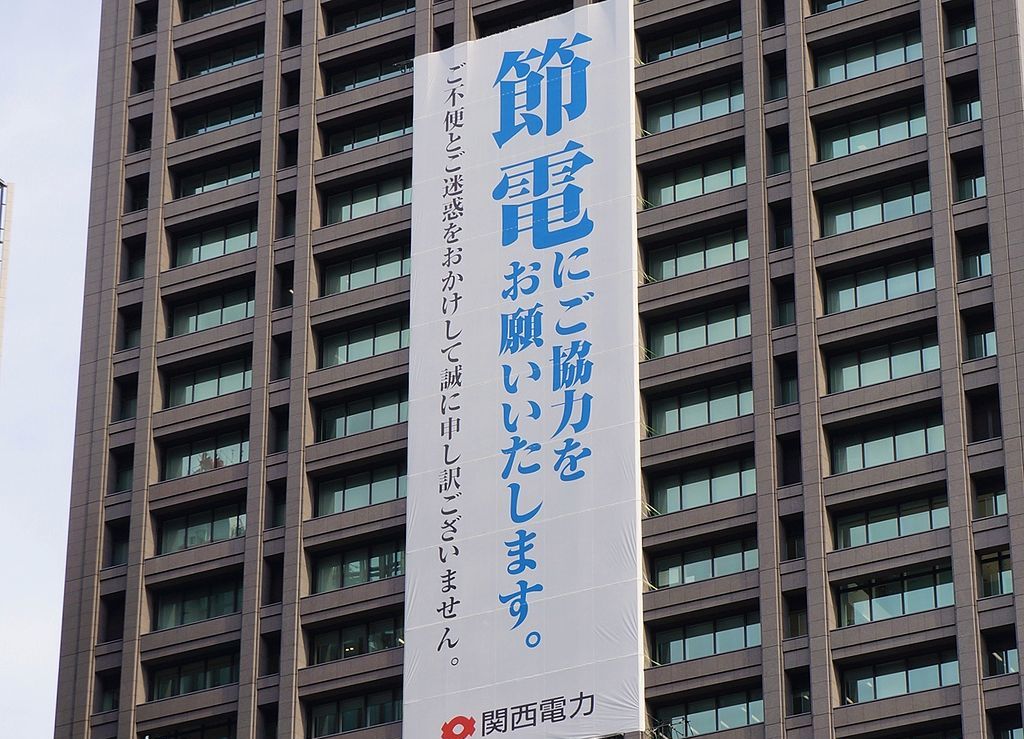 節電にご協力を
お願いいたします。
ご不便とご迷惑をおかけして誠に申し訳ございません。
関西電力